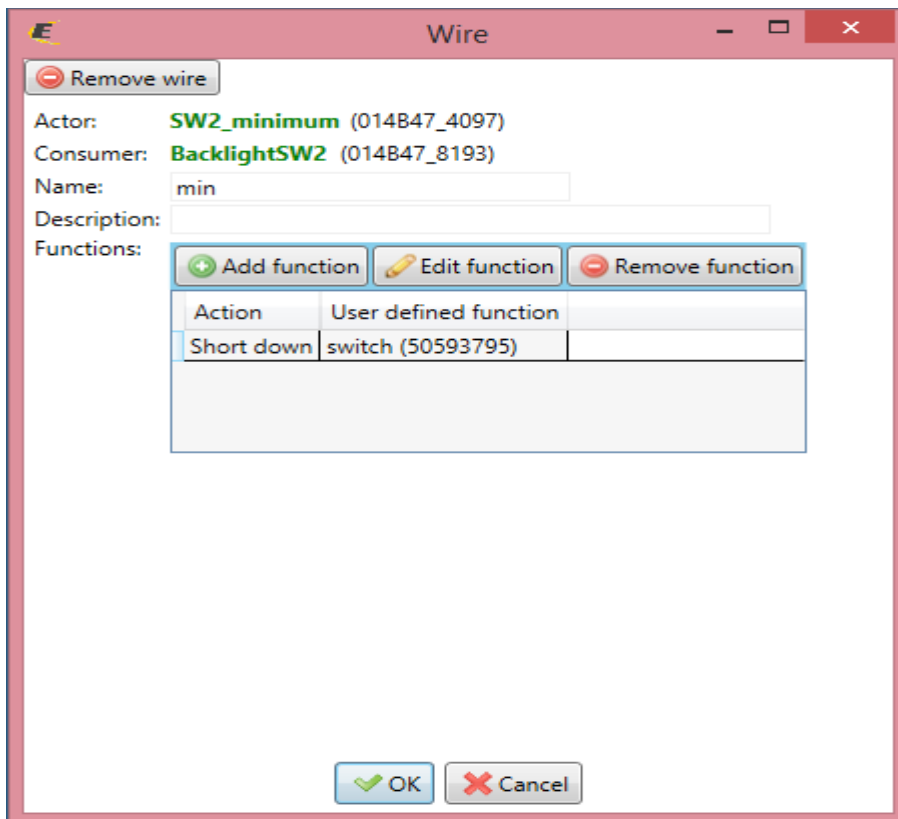 Wire
Remove wire
Actor: SW2_minimum (014B47_4097)
Consumer: BacklightSW2 (014B47_8193)
Name: min
Description:
Functions:
Add function Edit function Remove function
Action User defined function
Short down switch (50593795)
OK Cancel